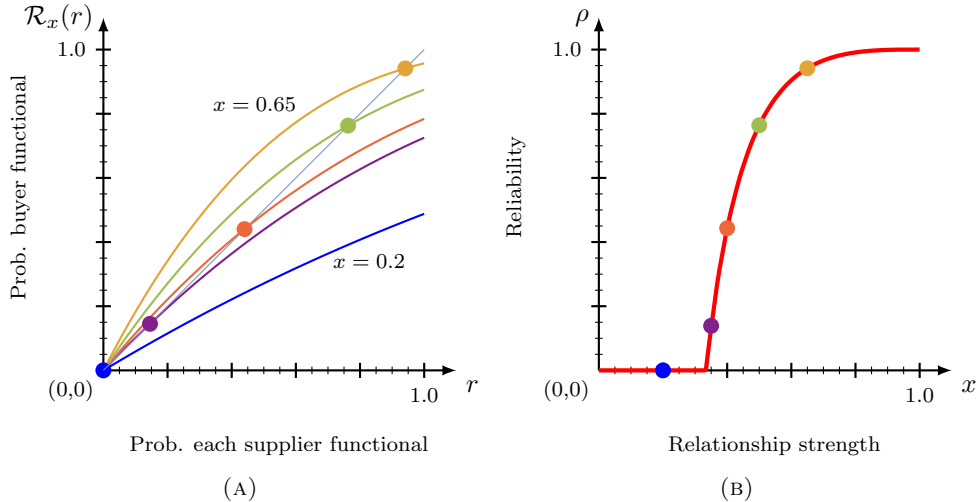 𝓡ₓ(r)
1.0
Prob. buyer functional
x = 0.65
x = 0.2
(0,0)
1.0
r
Prob. each supplier functional
(A)
ρ
1.0
Reliability
(0,0)
1.0
x
Relationship strength
(B)